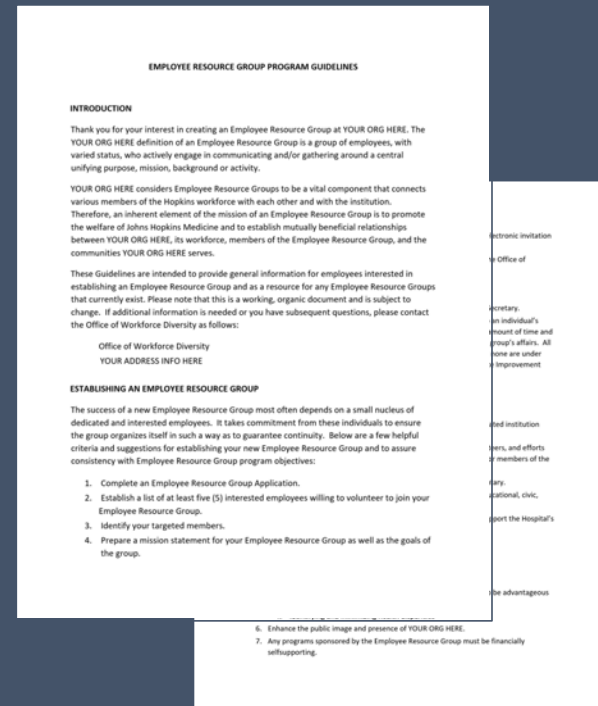 EMPLOYEE RESOURCE GROUP PROGRAM GUIDELINES
INTRODUCTION
Thank you for your interest in creating an Employee Resource Group at YOUR ORG HERE. The
YOUR ORG HERE definition of an Employee Resource Group is a group of employees, with
varied status, who actively engage in communicating and/or gathering around a central
unifying purpose, mission, background or activity.
YOUR ORG HERE considers Employee Resource Groups to be a vital component that connects
various members of the Hopkins workforce with each other and with the institution.
Therefore, an inherent element of the mission of an Employee Resource Group is to promote
the welfare of Johns Hopkins Medicine and to establish mutually beneficial relationships
between YOUR ORG HERE, its workforce, members of the Employee Resource Group, and the
communities YOUR ORG HERE serves.
These Guidelines are intended to provide general information for employees interested in
establishing an Employee Resource Group and as a resource for any Employee Resource Groups
that currently exist. Please note that this is a working, organic document and is subject to
change. If additional information is needed or you have subsequent questions, please contact
the Office of Workforce Diversity as follows:
Office of Workforce Diversity
YOUR ADDRESS INFO HERE
ESTABLISHING AN EMPLOYEE RESOURCE GROUP
The success of a new Employee Resource Group most often depends on a small nucleus of
dedicated and interested employees. It takes commitment from these individuals to ensure
the group organizes itself in such a way as to guarantee continuity. Below are a few helpful
criteria and suggestions for establishing your new Employee Resource Group and to assure
consistency with Employee Resource Group program objectives:
1. Complete an Employee Resource Group Application.
2. Establish a list of at least five (5) interested employees willing to volunteer to join your
Employee Resource Group.
3. Identify your targeted members.
4. Prepare a mission statement for your Employee Resource Group as well as the goals of
the group.
invitation
Office of
an individual's
amount of time and
group's affairs. All
none are under
Improvement
institution
and efforts
members of the
civic,
the Hospital's
be advantageous
6. Enhance the public image and presence of YOUR ORG HERE.
7. Any programs sponsored by the Employee Resource Group must be financially
selfsupporting.